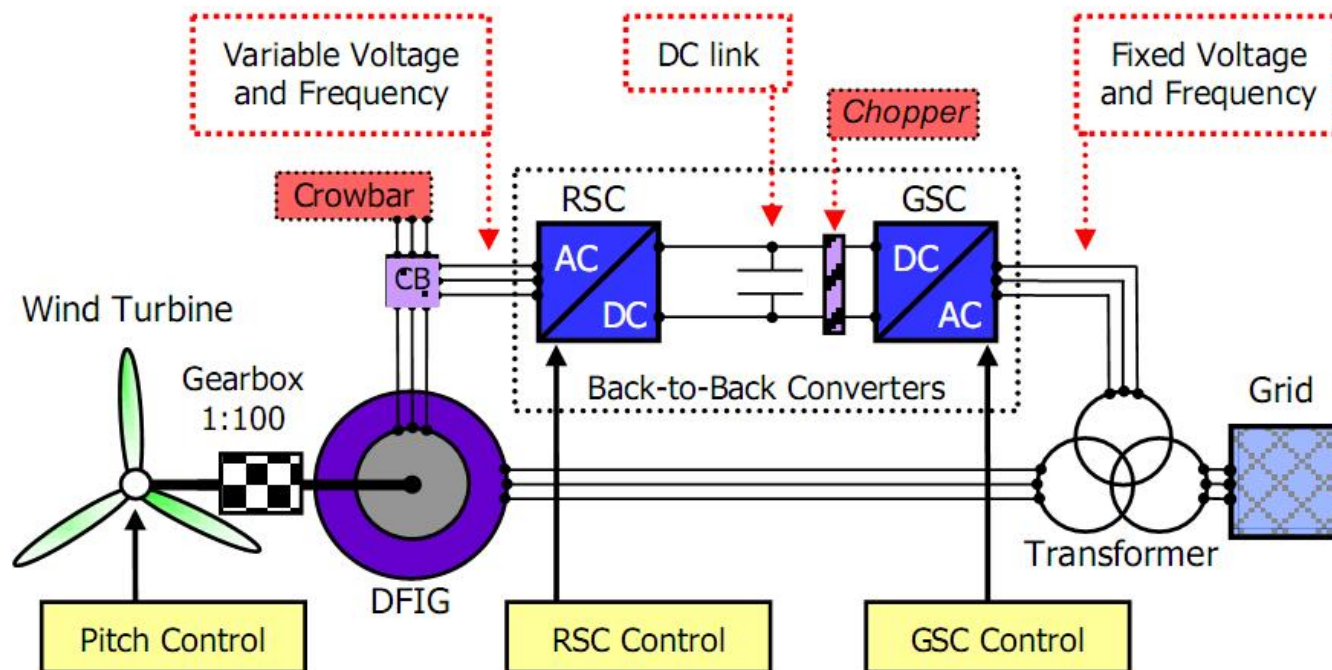 Variable Voltage
and Frequency
DC link
Fixed Voltage
and Frequency
Chopper
Crowbar
RSC
GSC
AC
DC
DC
AC
CB
Wind Turbine
Gearbox
1:100
Back-to-Back Converters
Grid
Transformer
DFIG
Pitch Control
RSC Control
GSC Control